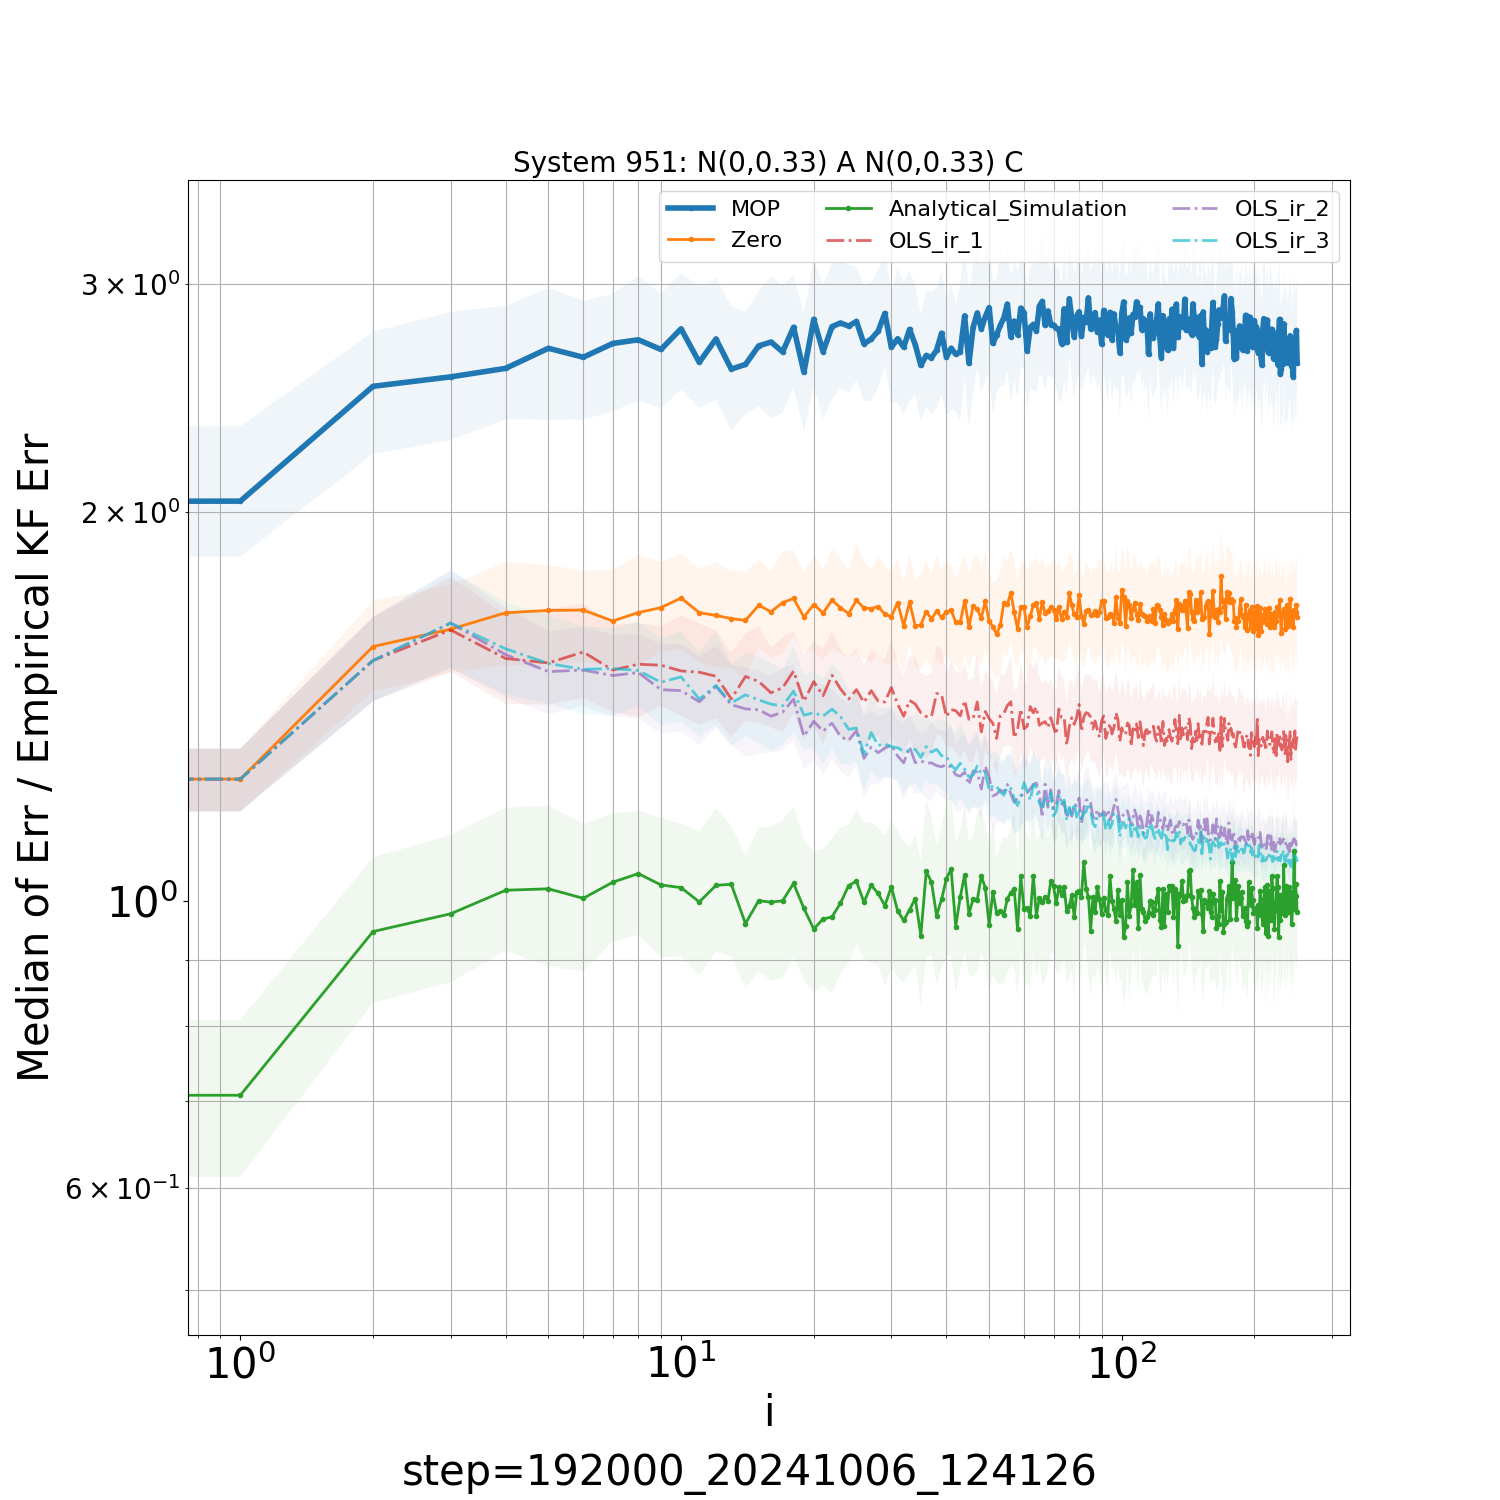 System 951: N(0,0.33) A N(0,0.33) C
MOP
Zero
Analytical_Simulation
OLS_ir_1
OLS_ir_2
OLS_ir_3
Median of Err / Empirical KF Err
3 × 10⁰
2 × 10⁰
10⁰
6 × 10⁻¹
10⁰ 10¹ 10²
i
step=192000_20241006_124126